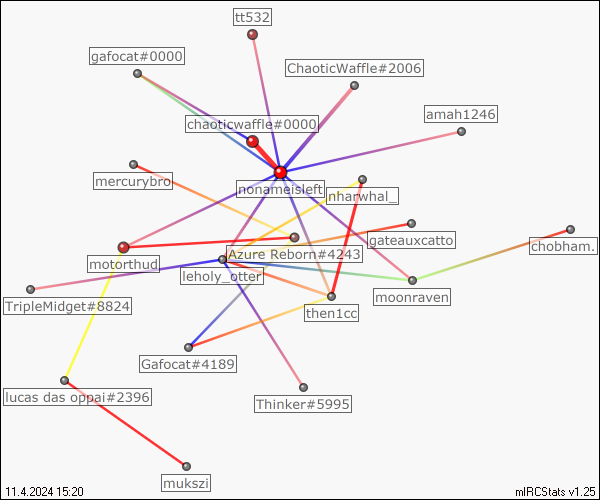 tt532
gafocat#0000
ChaoticWaffle#2006
amah1246
chaoticwaffle#0000
mercurybro
nonameisleft
nharwhal_
gateauxcatto
chobham.
Azure Reborn#4243
motorthud
leholy_otter
moonraven
TripleMidget#8824
then1cc
Gafocat#4189
lucas das oppai#2396
Thinker#5995
mukszi
11.4.2024 15:20
mIRCStats v1.25